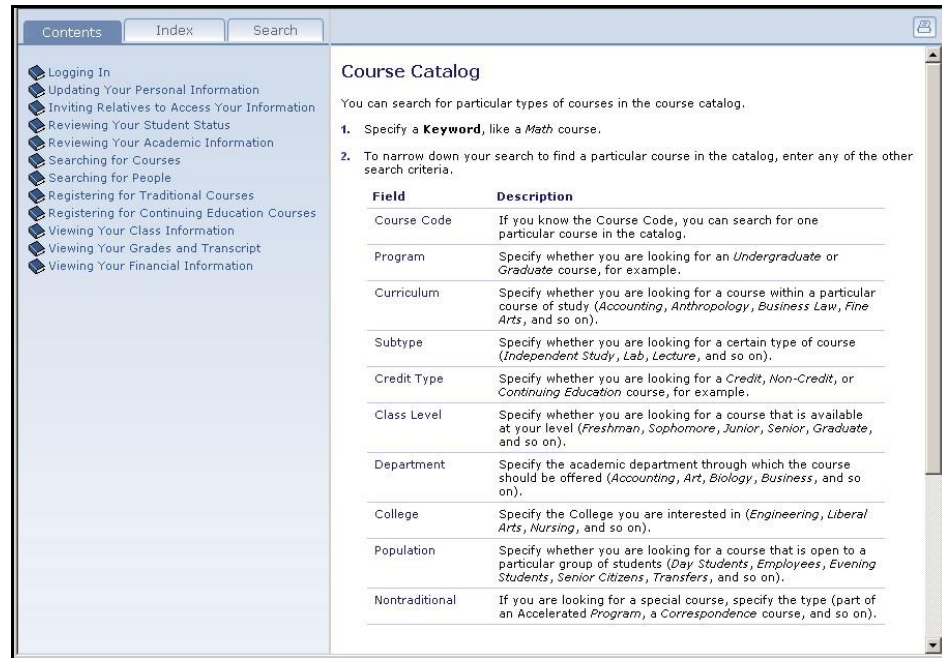 Contents
Index
Search
Logging In
Updating Your Personal Information
Inviting Relatives to Access Your Information
Reviewing Your Student Status
Reviewing Your Academic Information
Searching for Courses
Searching for People
Registering for Traditional Courses
Registering for Continuing Education Courses
Viewing Your Class Information
Viewing Your Grades and Transcript
Viewing Your Financial Information
Course Catalog
You can search for particular types of courses in the course catalog.
1. Specify a Keyword, like a Math course.
2. To narrow down your search to find a particular course in the catalog, enter any of the other
search criteria.
Field Description
Course Code If you know the Course Code, you can search for one
particular course in the catalog.
Program Specify whether you are looking for an Undergraduate or
Graduate course, for example.
Curriculum Specify whether you are looking for a course within a particular
course of study (Accounting, Anthropology, Business Law, Fine
Arts, and so on).
Subtype Specify whether you are looking for a certain type of course
(Independent Study, Lab, Lecture, and so on).
Credit Type Specify whether you are looking for a Credit, Non-Credit, or
Continuing Education course, for example.
Class Level Specify whether you are looking for a course that is available
at your level (Freshman, Sophomore, Junior, Senior, Graduate,
and so on).
Department Specify the academic department through which the course
should be offered (Accounting, Art, Biology, Business, and so
on).
College Specify the College you are interested in (Engineering, Liberal
Arts, Nursing, and so on).
Population Specify whether you are looking for a course that is open to a
particular group of students (Day Students, Employees, Evening
Students, Senior Citizens, Transfers, and so on).
Nontraditional If you are looking for a special course, specify the type (part of
an Accelerated Program, a Correspondence course, and so on).